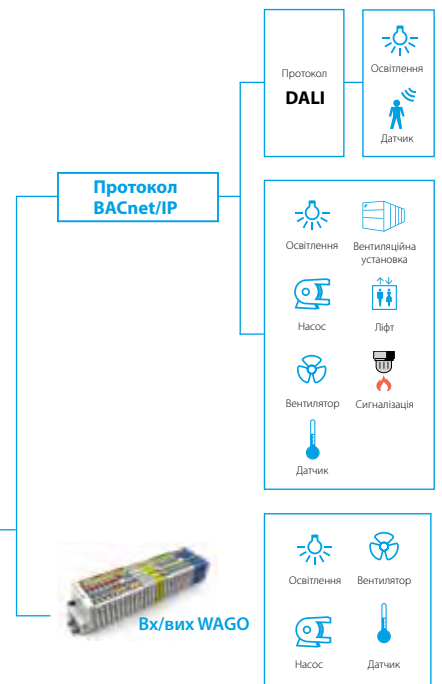 Протокол
DALI
Освітлення
Датчик
Протокол
BACnet/IP
Освітлення
Вентиляційна
установка
Насос
Ліфт
Вентилятор
Сигналізація
Датчик
Вх/вих WAGO
Освітлення
Вентилятор
Насос
Датчик